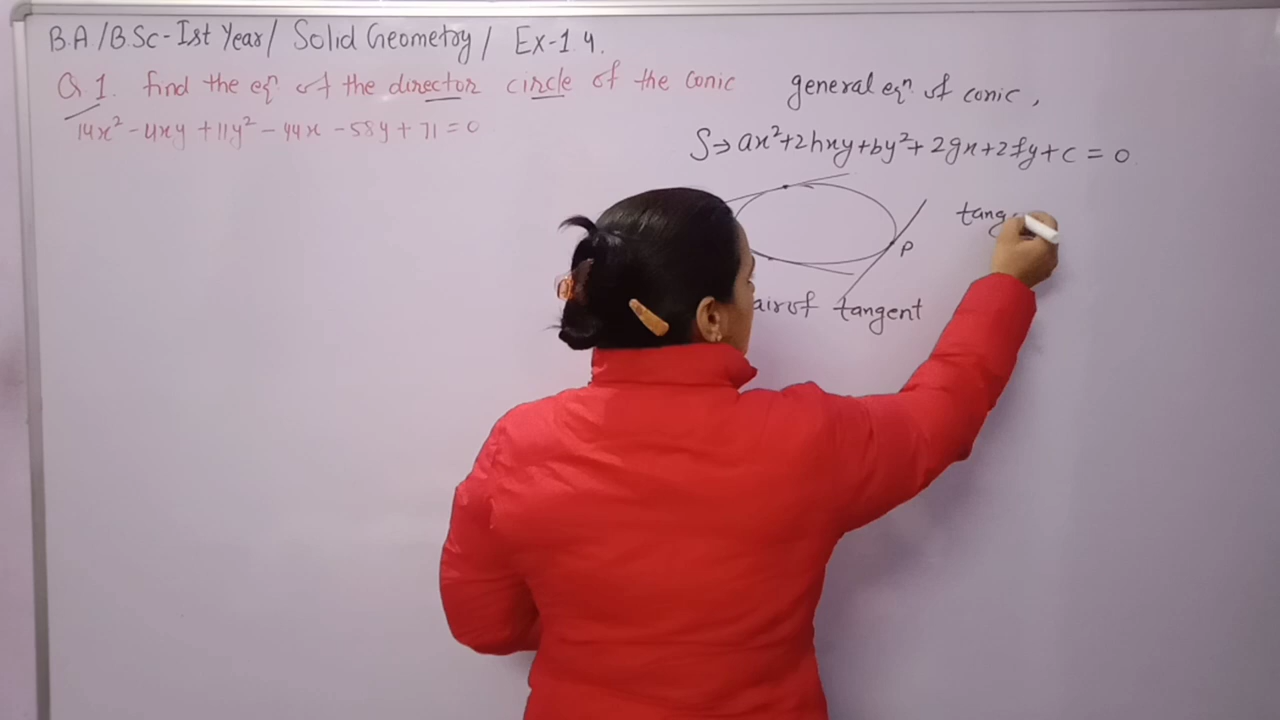 B.A/B.Sc-Ist Year/ Solid Geometry/ Ex-1.4.
Q.1. find the eqⁿ of the director circle of the conic
14x² - 4xy + 11y² - 44x - 58y + 71 = 0
general eqⁿ of conic,
S→ ax²+2hxy+by²+2gx+2fy+c = 0
P
of tangent